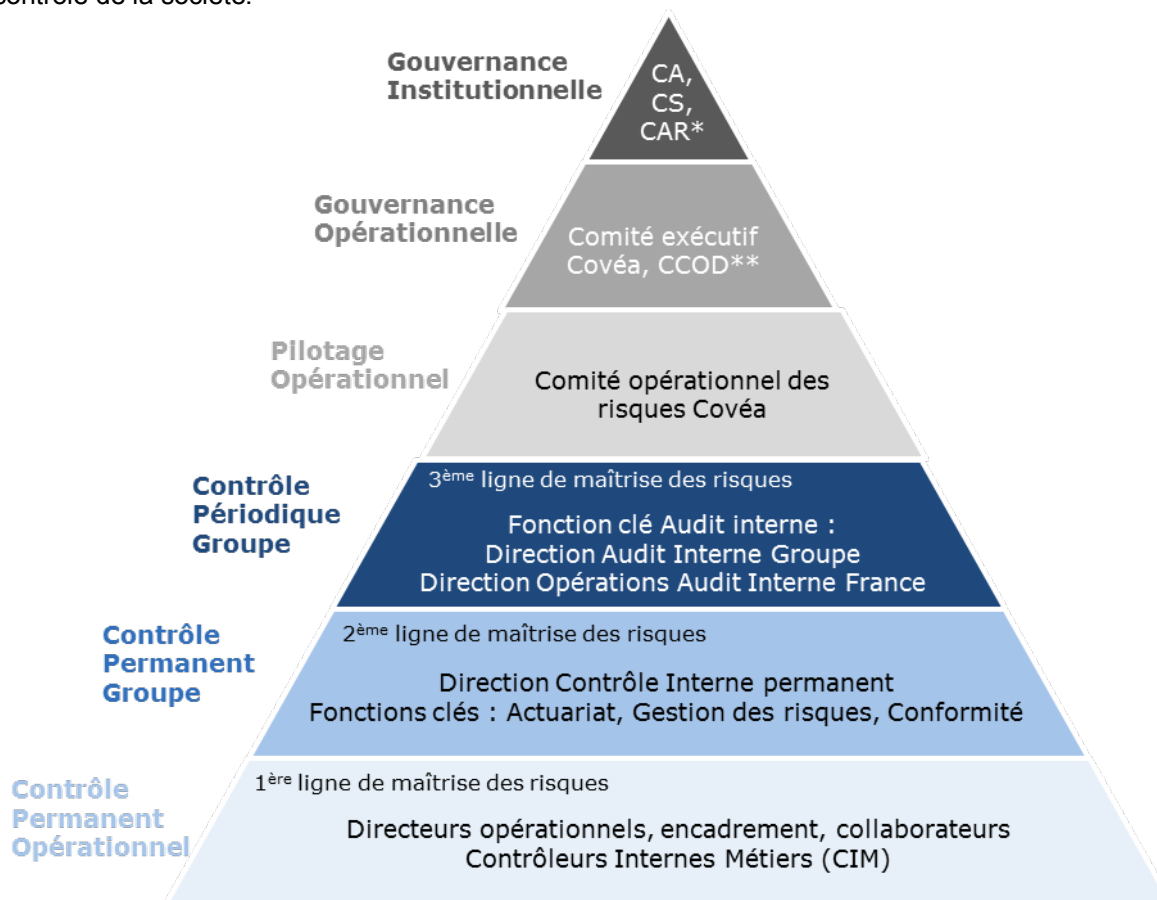 contrôle de la société.
Gouvernance
Institutionnelle
CA,
CS,
CAR*
Gouvernance
Opérationnelle
Comité exécutif
Covéa, CCOD**
Pilotage
Opérationnel
Comité opérationnel des
risques Covéa
Contrôle
Périodique
Groupe
3ème ligne de maîtrise des risques
Fonction clé Audit interne :
Direction Audit Interne Groupe
Direction Opérations Audit Interne France
Contrôle
Permanent
Groupe
2ème ligne de maîtrise des risques
Direction Contrôle Interne permanent
Fonctions clés : Actuariat, Gestion des risques, Conformité
Contrôle
Permanent
Opérationnel
1ère ligne de maîtrise des risques
Directeurs opérationnels, encadrement, collaborateurs
Contrôleurs Internes Métiers (CIM)